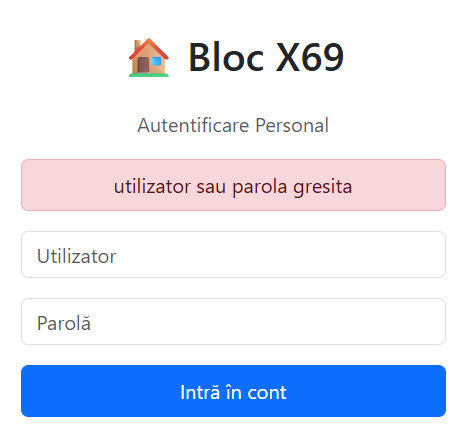 Bloc X69
Autentificare Personal
utilizator sau parola gresita
Utilizator
Parolă
Intră în cont